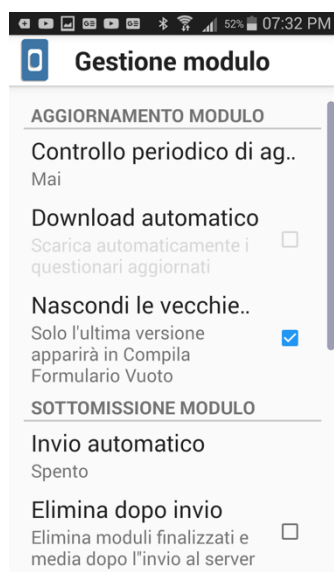 52% 07:32 PM
Gestione modulo
AGGIORNAMENTO MODULO
Controllo periodico di ag..
Mai
Download automatico
Scarica automaticamente i
questionari aggiornati
Nascondi le vecchie..
Solo l'ultima versione
apparirà in Compila
Formulario Vuoto
SOTTOMISSIONE MODULO
Invio automatico
Spento
Elimina dopo invio
Elimina moduli finalizzati e
media dopo l"invio al server